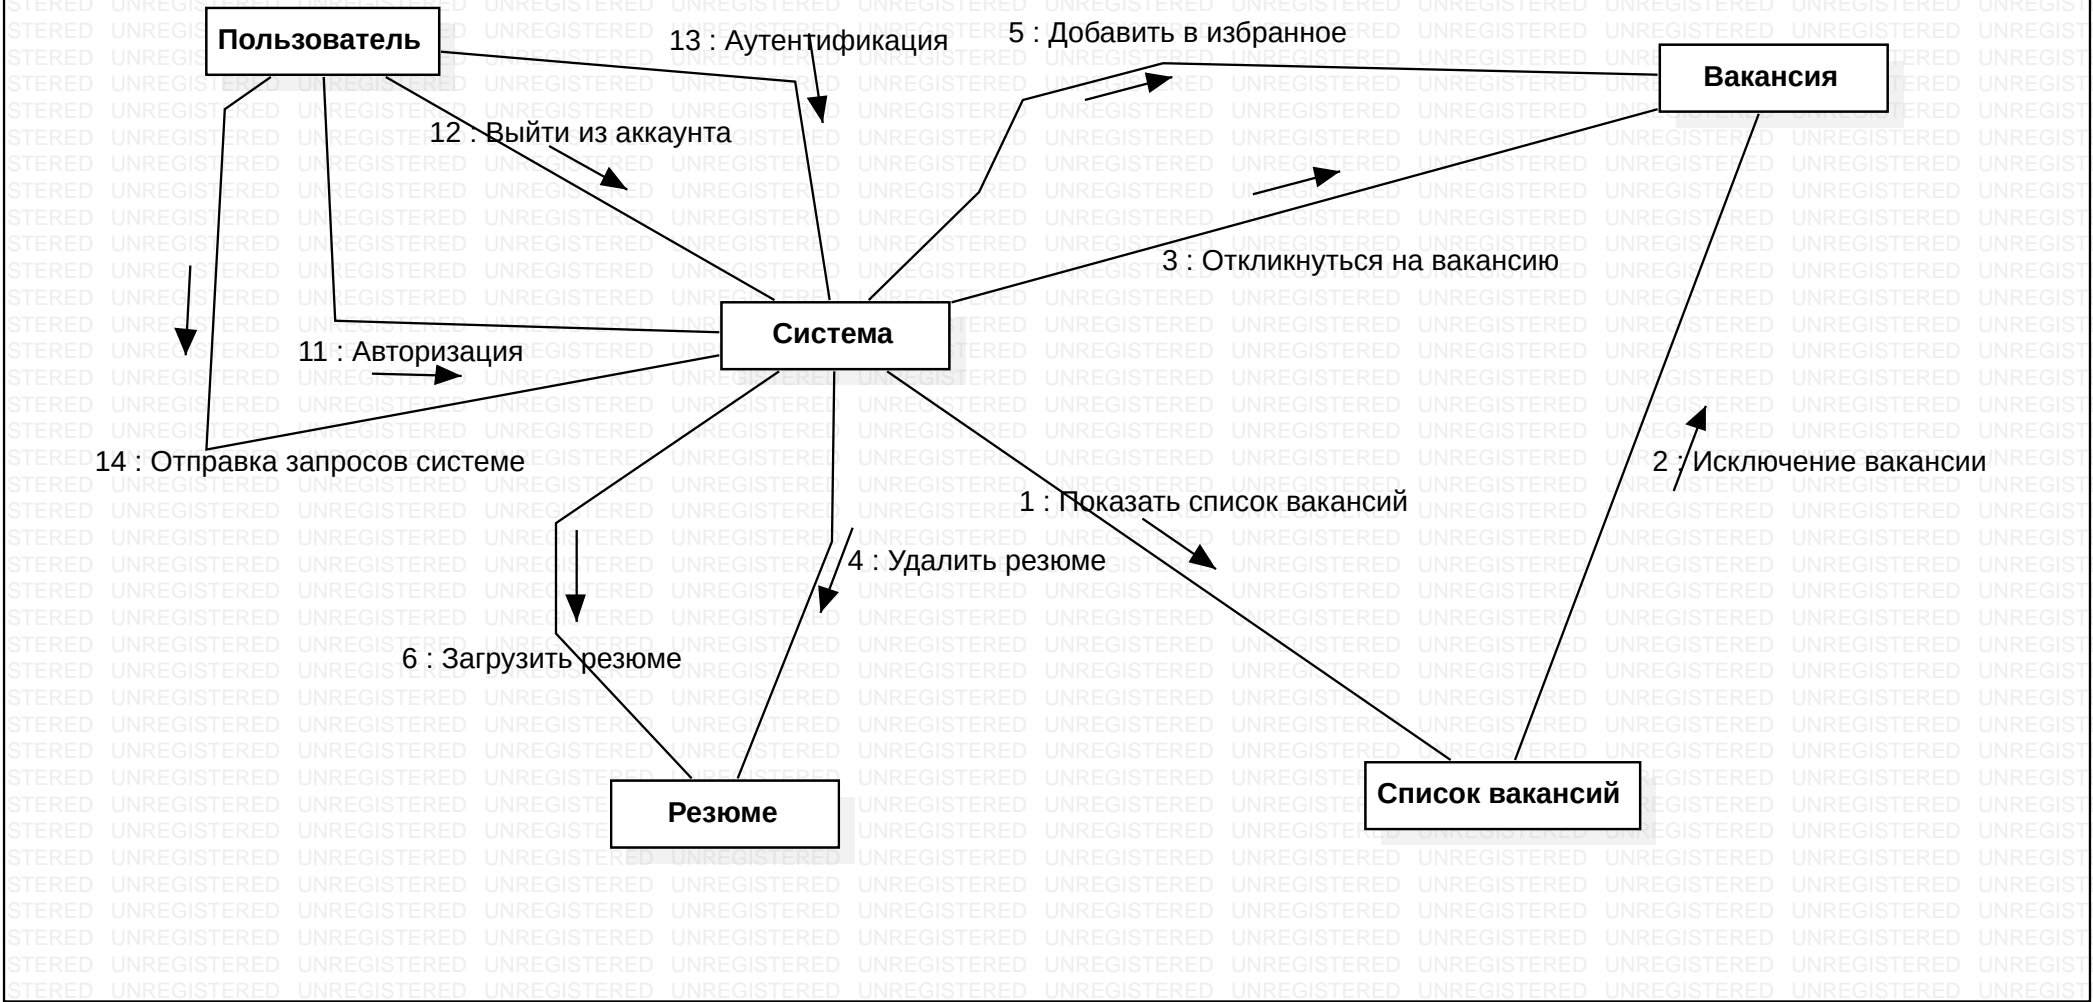 Пользователь
13 : Аутентификация
5 : Добавить в избранное
Вакансия
12 : Выйти из аккаунта
3 : Откликнуться на вакансию
Система
11 : Авторизация
14 : Отправка запросов системе
2 : Исключение вакансии
1 : Показать список вакансий
4 : Удалить резюме
6 : Загрузить резюме
Список вакансий
Резюме
UNREGISTERED